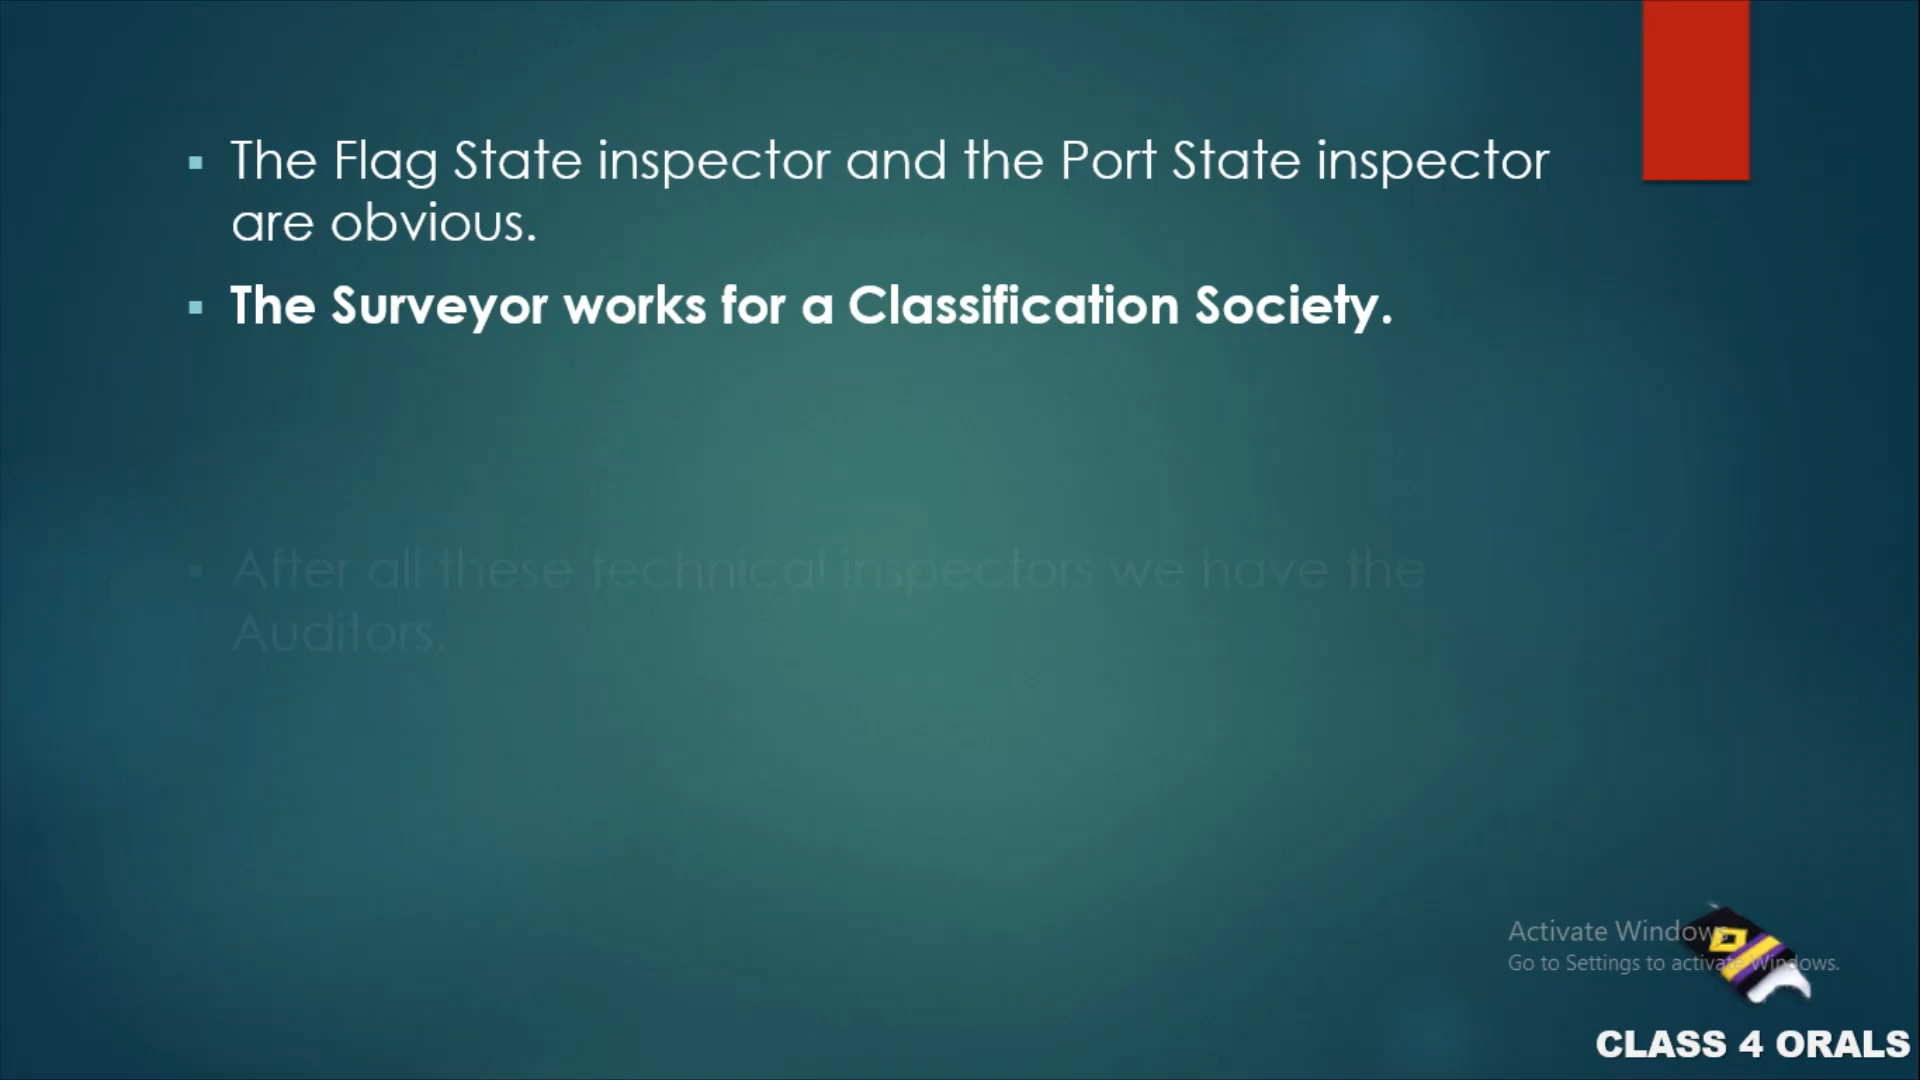 The Flag State inspector and the Port State inspector
are obvious.
The Surveyor works for a Classification Society.
After all these technical inspectors we have the
Auditors.
Activate Windows
Go to Settings to activate Windows.
CLASS 4 ORALS